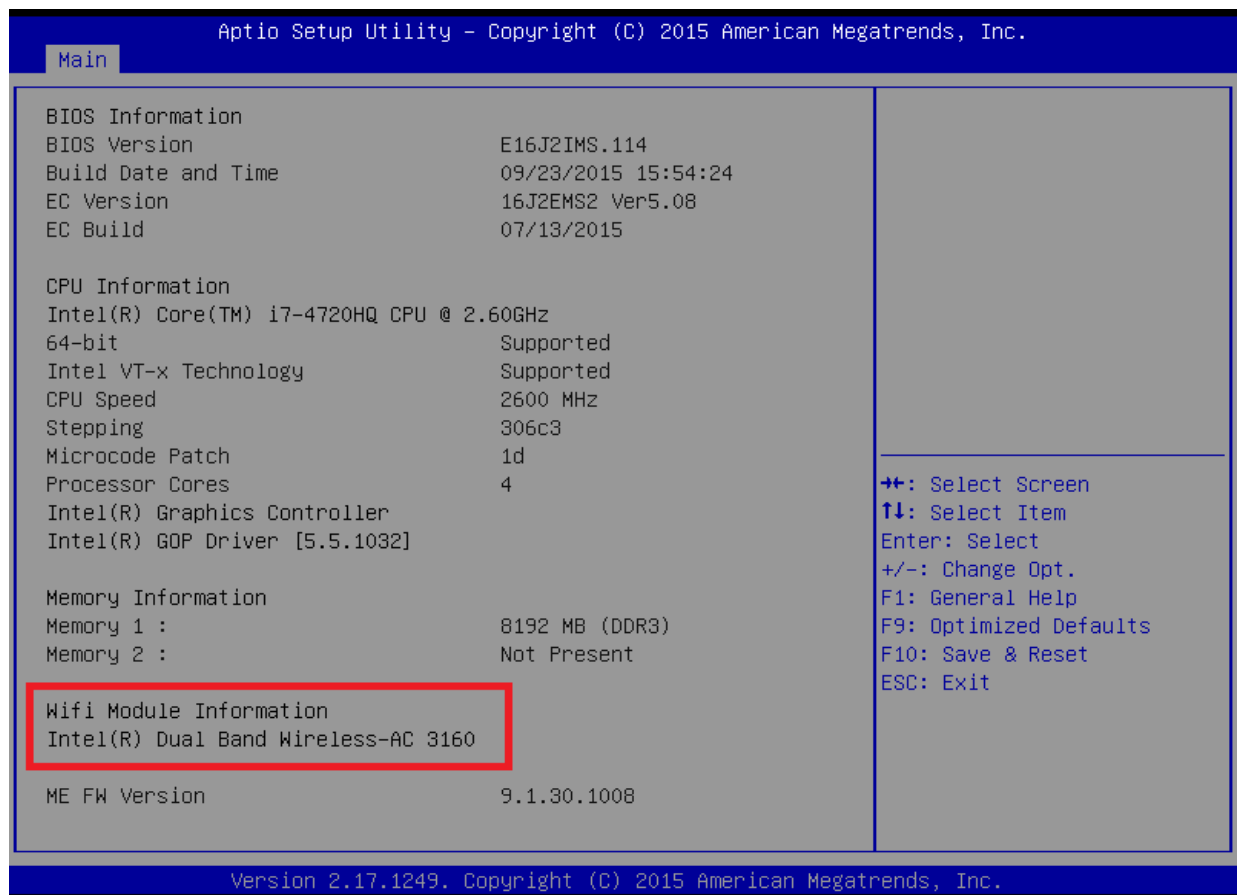 Aptio Setup Utility – Copyright (C) 2015 American Megatrends, Inc.
Main
BIOS Information
BIOS Version E16J2IMS.114
Build Date and Time 09/23/2015 15:54:24
EC Version 16J2EMS2 Ver5.08
EC Build 07/13/2015
CPU Information
Intel(R) Core(TM) i7-4720HQ CPU @ 2.60GHz
64-bit Supported
Intel VT-x Technology Supported
CPU Speed 2600 MHz
Stepping 306c3
Microcode Patch 1d
Processor Cores 4
Intel(R) Graphics Controller
Intel(R) GOP Driver [5.5.1032]
Memory Information
Memory 1 : 8192 MB (DDR3)
Memory 2 : Not Present
Wifi Module Information
Intel(R) Dual Band Wireless-AC 3160
ME FW Version 9.1.30.1008
→←: Select Screen
↑↓: Select Item
Enter: Select
+/-: Change Opt.
F1: General Help
F9: Optimized Defaults
F10: Save & Reset
ESC: Exit
Version 2.17.1249. Copyright (C) 2015 American Megatrends, Inc.